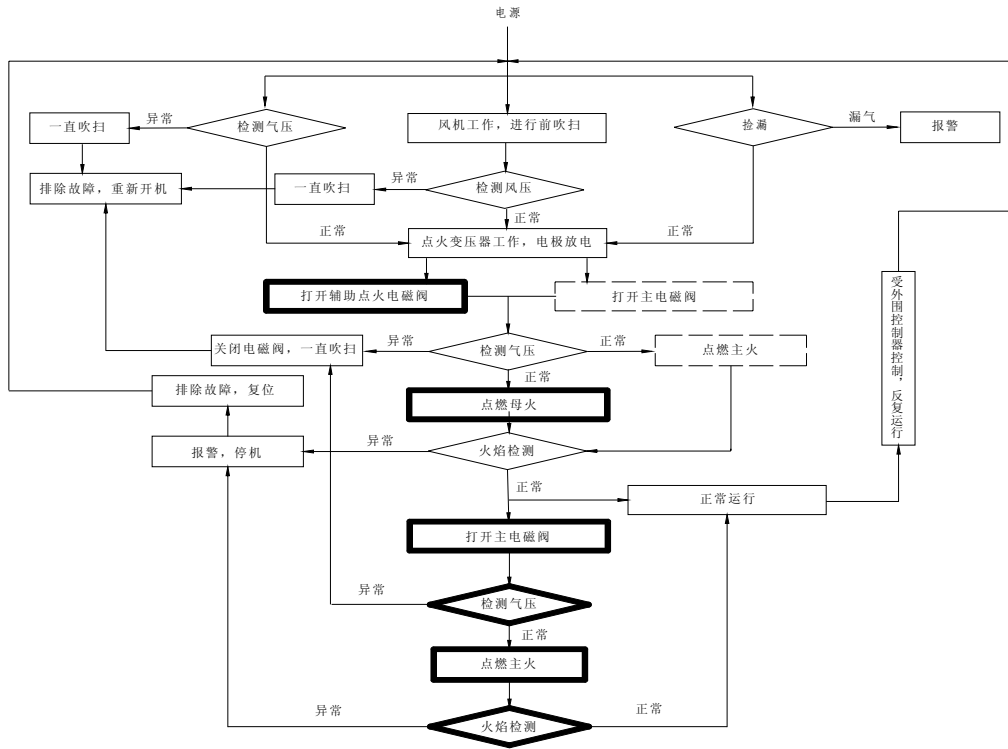 电源
异常
一直吹扫
检测气压
风机工作，进行前吹扫
捡漏
漏气
报警
排除故障，重新开机
一直吹扫
异常
检测风压
正常
正常
点火变压器工作，电极放电
正常
打开辅助点火电磁阀
打开主电磁阀
关闭电磁阀，一直吹扫
异常
检测气压
正常
点燃主火
正常
受外围控制器控制，反复运行
排除故障，复位
点燃母火
报警，停机
异常
火焰检测
正常
正常运行
打开主电磁阀
异常
检测气压
正常
点燃主火
异常
火焰检测
正常